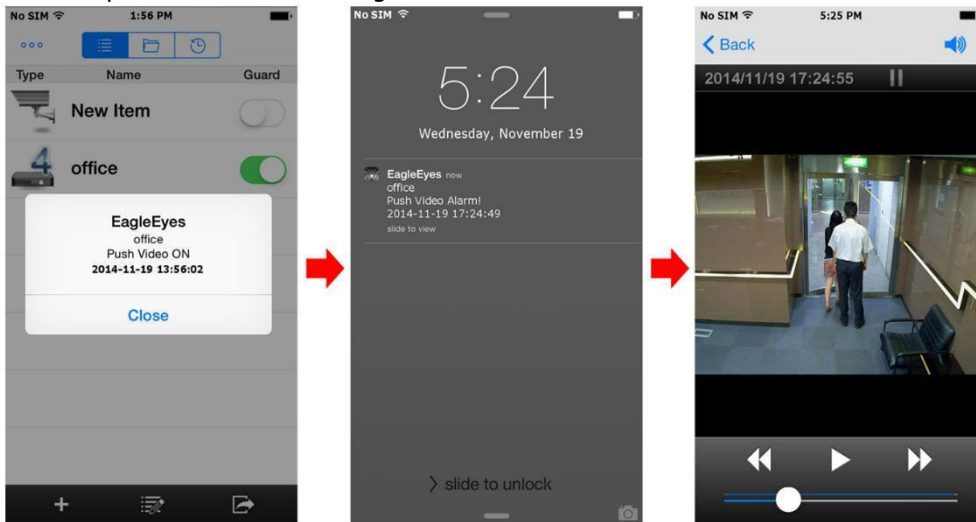 No SIM 1:56 PM
Type Name Guard
New Item
4 office
EagleEyes
office
Push Video ON
2014-11-19 13:56:02
Close
No SIM
5:24
Wednesday, November 19
EagleEyes now
office
Push Video Alarm!
2014-11-19 17:24:49
slide to view
slide to unlock
No SIM 5:25 PM
Back
2014/11/19 17:24:55